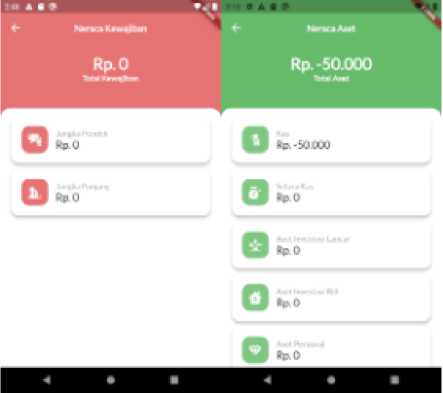 2:48
Neraca Kewajiban
Rp. 0
Total Kewajiban
Jangka Pendek
Rp. 0
Jangka Panjang
Rp. 0
Neraca Aset
Rp. -50.000
Total Aset
Kas
Rp. -50.000
Setara Kas
Rp. 0
Aset Investasi Lancar
Rp. 0
Aset Investasi Riil
Rp. 0
Aset Personal
Rp. 0